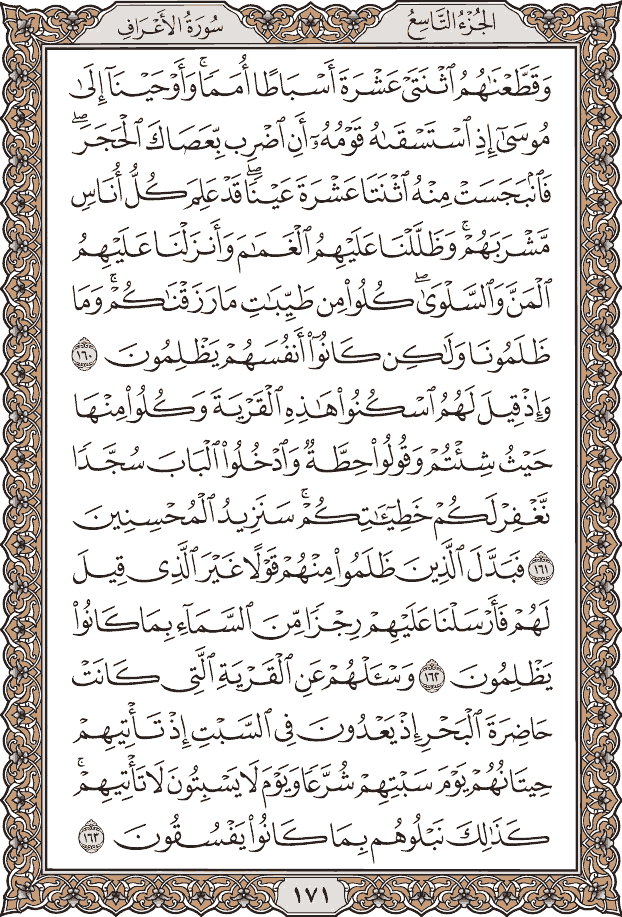 الجُزْءُ التَّاسِعُ
سُورَةُ الأَعْرَافِ
وَقَطَّعْنَٰهُمُ ٱثْنَتَىْ عَشْرَةَ أَسْبَاطًا أُمَمًا ۚ وَأَوْحَيْنَآ إِلَىٰ
مُوسَىٰٓ إِذِ ٱسْتَسْقَىٰهُ قَوْمُهُۥٓ أَنِ ٱضْرِب بِّعَصَاكَ ٱلْحَجَرَ ۖ
فَٱنۢبَجَسَتْ مِنْهُ ٱثْنَتَا عَشْرَةَ عَيْنًا ۖ قَدْ عَلِمَ كُلُّ أُنَاسٍ
مَّشْرَبَهُمْ ۚ وَظَلَّلْنَا عَلَيْهِمُ ٱلْغَمَٰمَ وَأَنزَلْنَا عَلَيْهِمُ
ٱلْمَنَّ وَٱلسَّلْوَىٰ ۖ كُلُوا۟ مِن طَيِّبَٰتِ مَا رَزَقْنَٰكُمْ ۚ وَمَا
ظَلَمُونَا وَلَٰكِن كَانُوٓا۟ أَنفُسَهُمْ يَظْلِمُونَ ١٦٠
وَإِذْ قِيلَ لَهُمُ ٱسْكُنُوا۟ هَٰذِهِ ٱلْقَرْيَةَ وَكُلُوا۟ مِنْهَا
حَيْثُ شِئْتُمْ وَقُولُوا۟ حِطَّةٌ وَٱدْخُلُوا۟ ٱلْبَابَ سُجَّدًا
نَّغْفِرْ لَكُمْ خَطِيٓـَٰٔتِكُمْ ۚ سَنَزِيدُ ٱلْمُحْسِنِينَ
١٦١ فَبَدَّلَ ٱلَّذِينَ ظَلَمُوا۟ مِنْهُمْ قَوْلًا غَيْرَ ٱلَّذِى قِيلَ
لَهُمْ فَأَرْسَلْنَا عَلَيْهِمْ رِجْزًا مِّنَ ٱلسَّمَآءِ بِمَا كَانُوا۟
يَظْلِمُونَ ١٦٢ وَسْـَٔلْهُمْ عَنِ ٱلْقَرْيَةِ ٱلَّتِى كَانَتْ
حَاضِرَةَ ٱلْبَحْرِ إِذْ يَعْدُونَ فِى ٱلسَّبْتِ إِذْ تَأْتِيهِمْ
حِيتَانُهُمْ يَوْمَ سَبْتِهِمْ شُرَّعًا وَيَوْمَ لَا يَسْبِتُونَ لَا تَأْتِيهِمْ ۚ
كَذَٰلِكَ نَبْلُوهُم بِمَا كَانُوا۟ يَفْسُقُونَ ١٦٣
١٧١